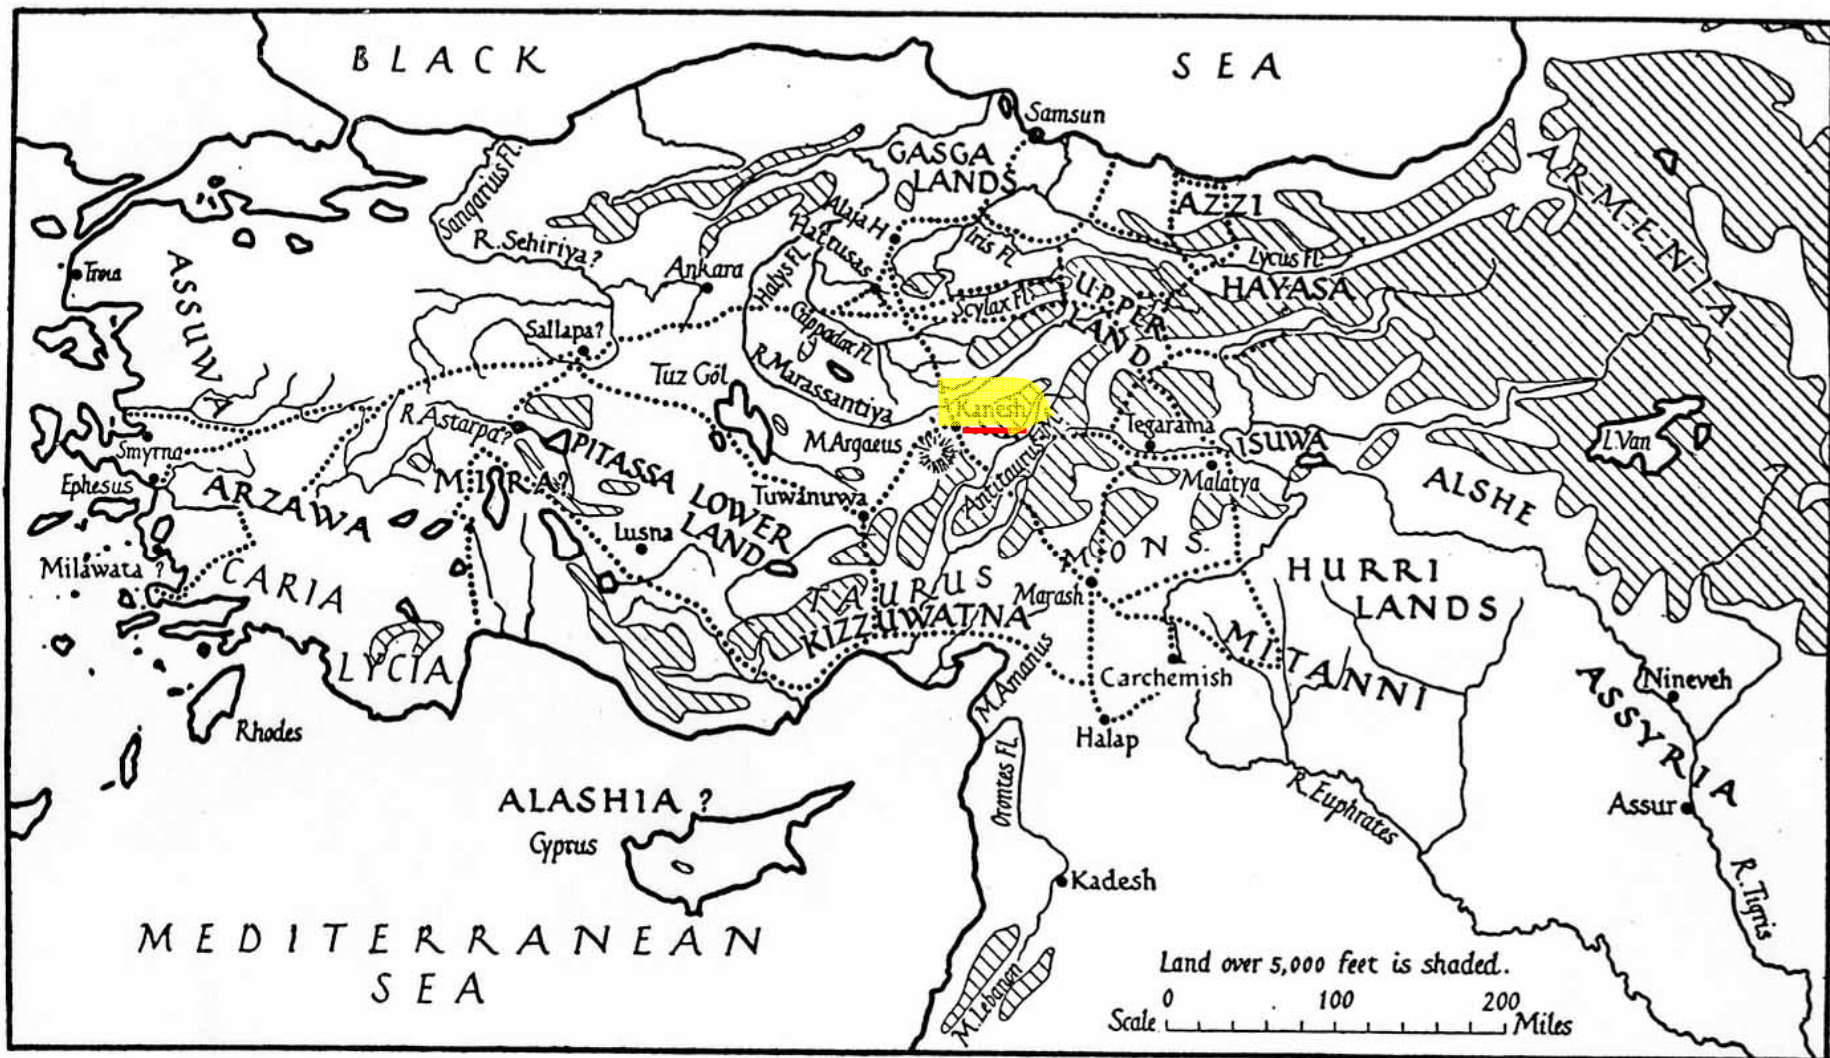 BLACK SEA
Samsun
GASGA
LANDS
ARMENIA
Sangarius Fl.
Alaja H
AZZI
Hattusas
Iris Fl.
R. Sehiriya?
Lycus Fl.
ASSUWA
Troia
Ankara
Halys Fl.
HAYASA
Scylax Fl.
UPPER
LAND
Cappadox Fl.
Sallapa?
R. Marassantiya
Tuz Göl
Kanesh
R. Astarpa?
Tegarama
Smyrna
PITASSA
M. Argaeus
ISUWA
L. Van
Ephesus
ARZAWA
MIRA?
Antitaurus M.
Malatya
ALSHE
Tuwanuwa
LOWER
LAND
Lusna
Milawata?
CARIA
TAURUS MONS.
HURRI
LANDS
Marash
KIZZUWATNA
MITANNI
LYCIA
M. Amanus
Carchemish
Nineveh
ASSYRIA
Rhodes
Halap
Orontes Fl.
R. Euphrates
ALASHIA?
Assur
Cyprus
Kadesh
R. Tigris
MEDITERRANEAN
SEA
M. Lebanon
Land over 5,000 feet is shaded.
0 100 200
Scale Miles